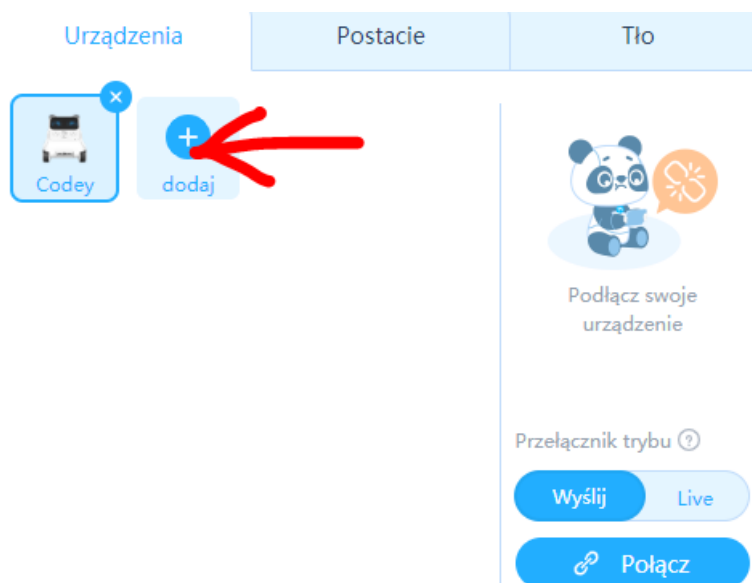 Urządzenia
Postacie
Tło
Codey
dodaj
Podłącz swoje
urządzenie
Przełącznik trybu ?
Wyślij
Live
Połącz